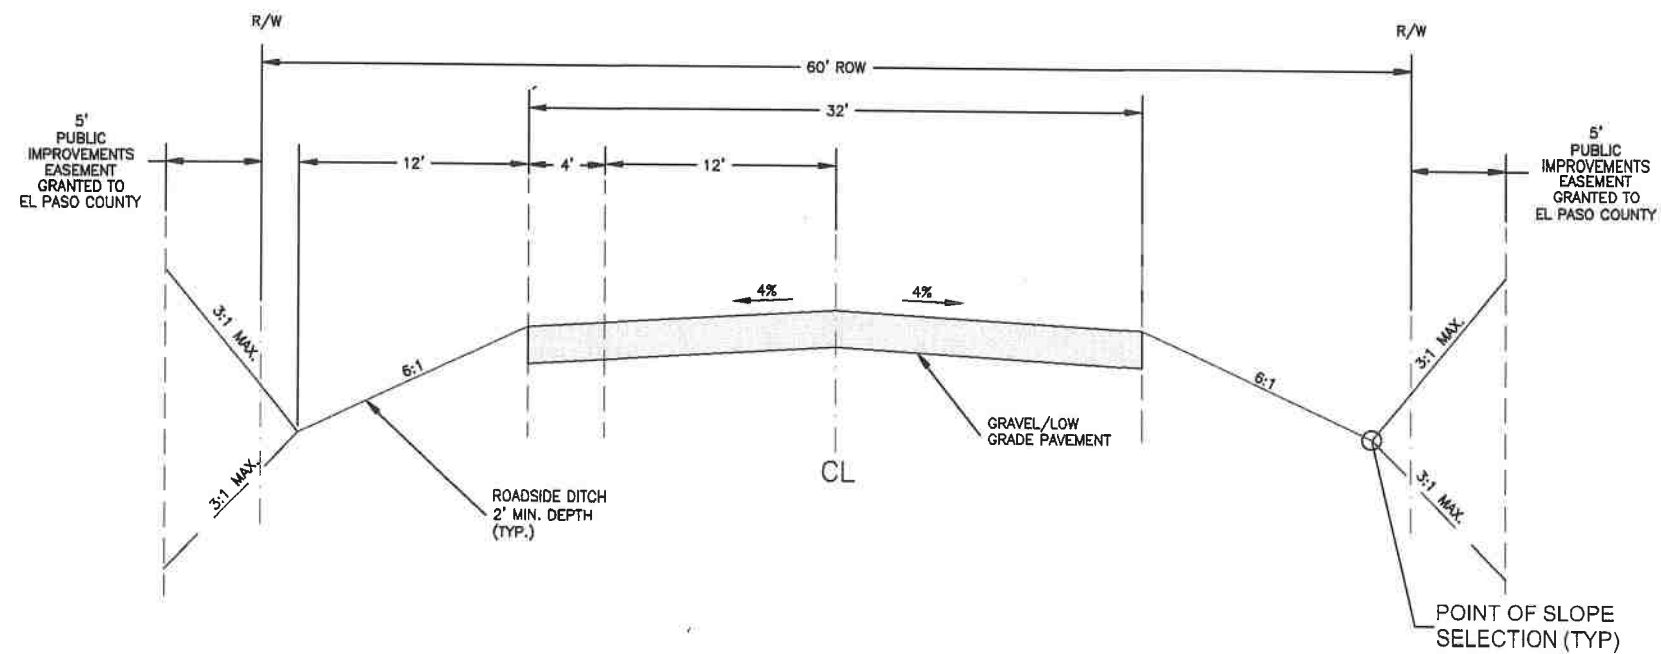 R/W
R/W
60' ROW
32'
5'
PUBLIC
IMPROVEMENTS
EASEMENT
GRANTED TO
EL PASO COUNTY
12'
4'
12'
5'
PUBLIC
IMPROVEMENTS
EASEMENT
GRANTED TO
EL PASO COUNTY
4%
4%
3:1 MAX.
6:1
6:1
3:1 MAX.
GRAVEL/LOW
GRADE PAVEMENT
CL
3:1 MAX.
3:1 MAX.
ROADSIDE DITCH
2' MIN. DEPTH
(TYP.)
POINT OF SLOPE
SELECTION (TYP)